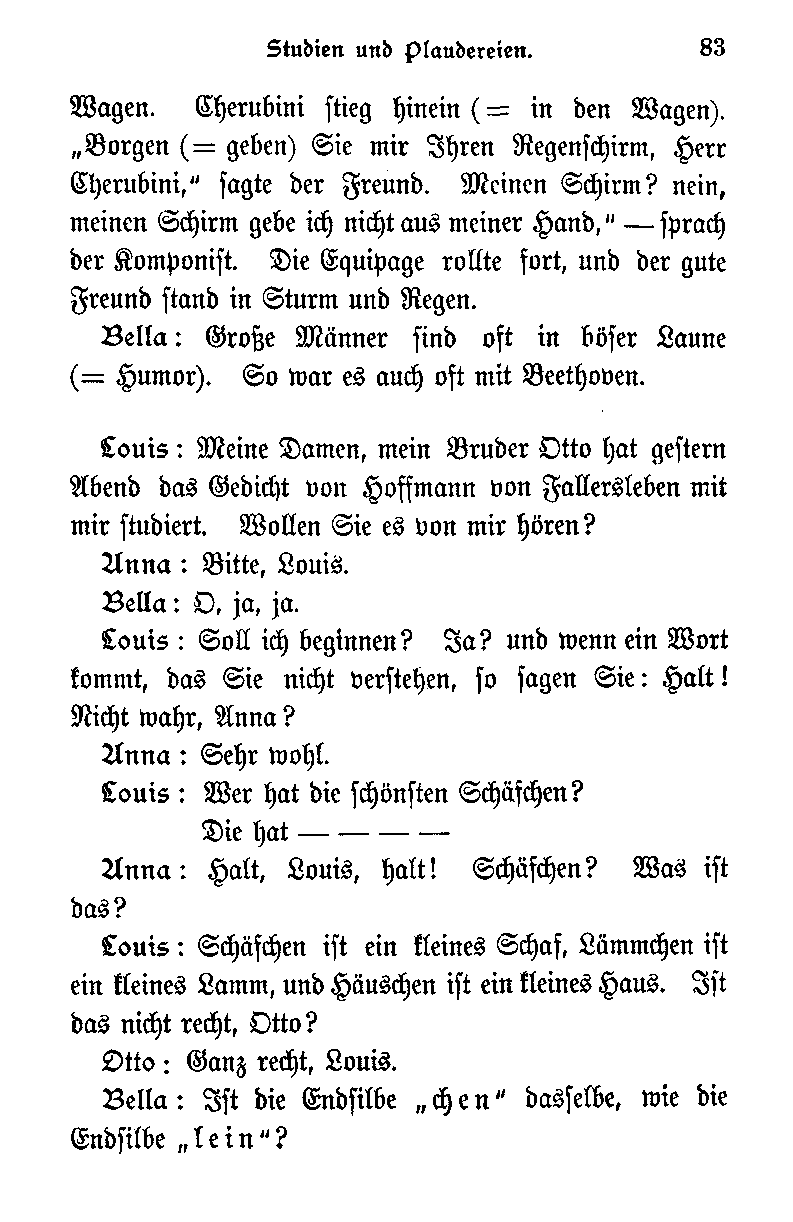 Studien und Plaudereien. 83
Wagen. Cherubini stieg hinein (= in den Wagen).
„Borgen (= geben) Sie mir Ihren Regenschirm, Herr
Cherubini,“ sagte der Freund. Meinen Schirm? nein,
meinen Schirm gebe ich nicht aus meiner Hand,“ — sprach
der Komponist. Die Equipage rollte fort, und der gute
Freund stand in Sturm und Regen.
Bella: Große Männer sind oft in böser Laune
(= Humor). So war es auch oft mit Beethoven.
Louis: Meine Damen, mein Bruder Otto hat gestern
Abend das Gedicht von Hoffmann von Fallersleben mit
mir studiert. Wollen Sie es von mir hören?
Anna: Bitte, Louis.
Bella: O, ja, ja.
Louis: Soll ich beginnen? Ja? und wenn ein Wort
kommt, das Sie nicht verstehen, so sagen Sie: Halt!
Nicht wahr, Anna?
Anna: Sehr wohl.
Louis: Wer hat die schönsten Schäfchen?
Die hat — — — —
Anna: Halt, Louis, halt! Schäfchen? Was ist
das?
Louis: Schäfchen ist ein kleines Schaf, Lämmchen ist
ein kleines Lamm, und Häuschen ist ein kleines Haus. Ist
das nicht recht, Otto?
Otto: Ganz recht, Louis.
Bella: Ist die Endsilbe „chen“ dasselbe, wie die
Endsilbe „lein“?